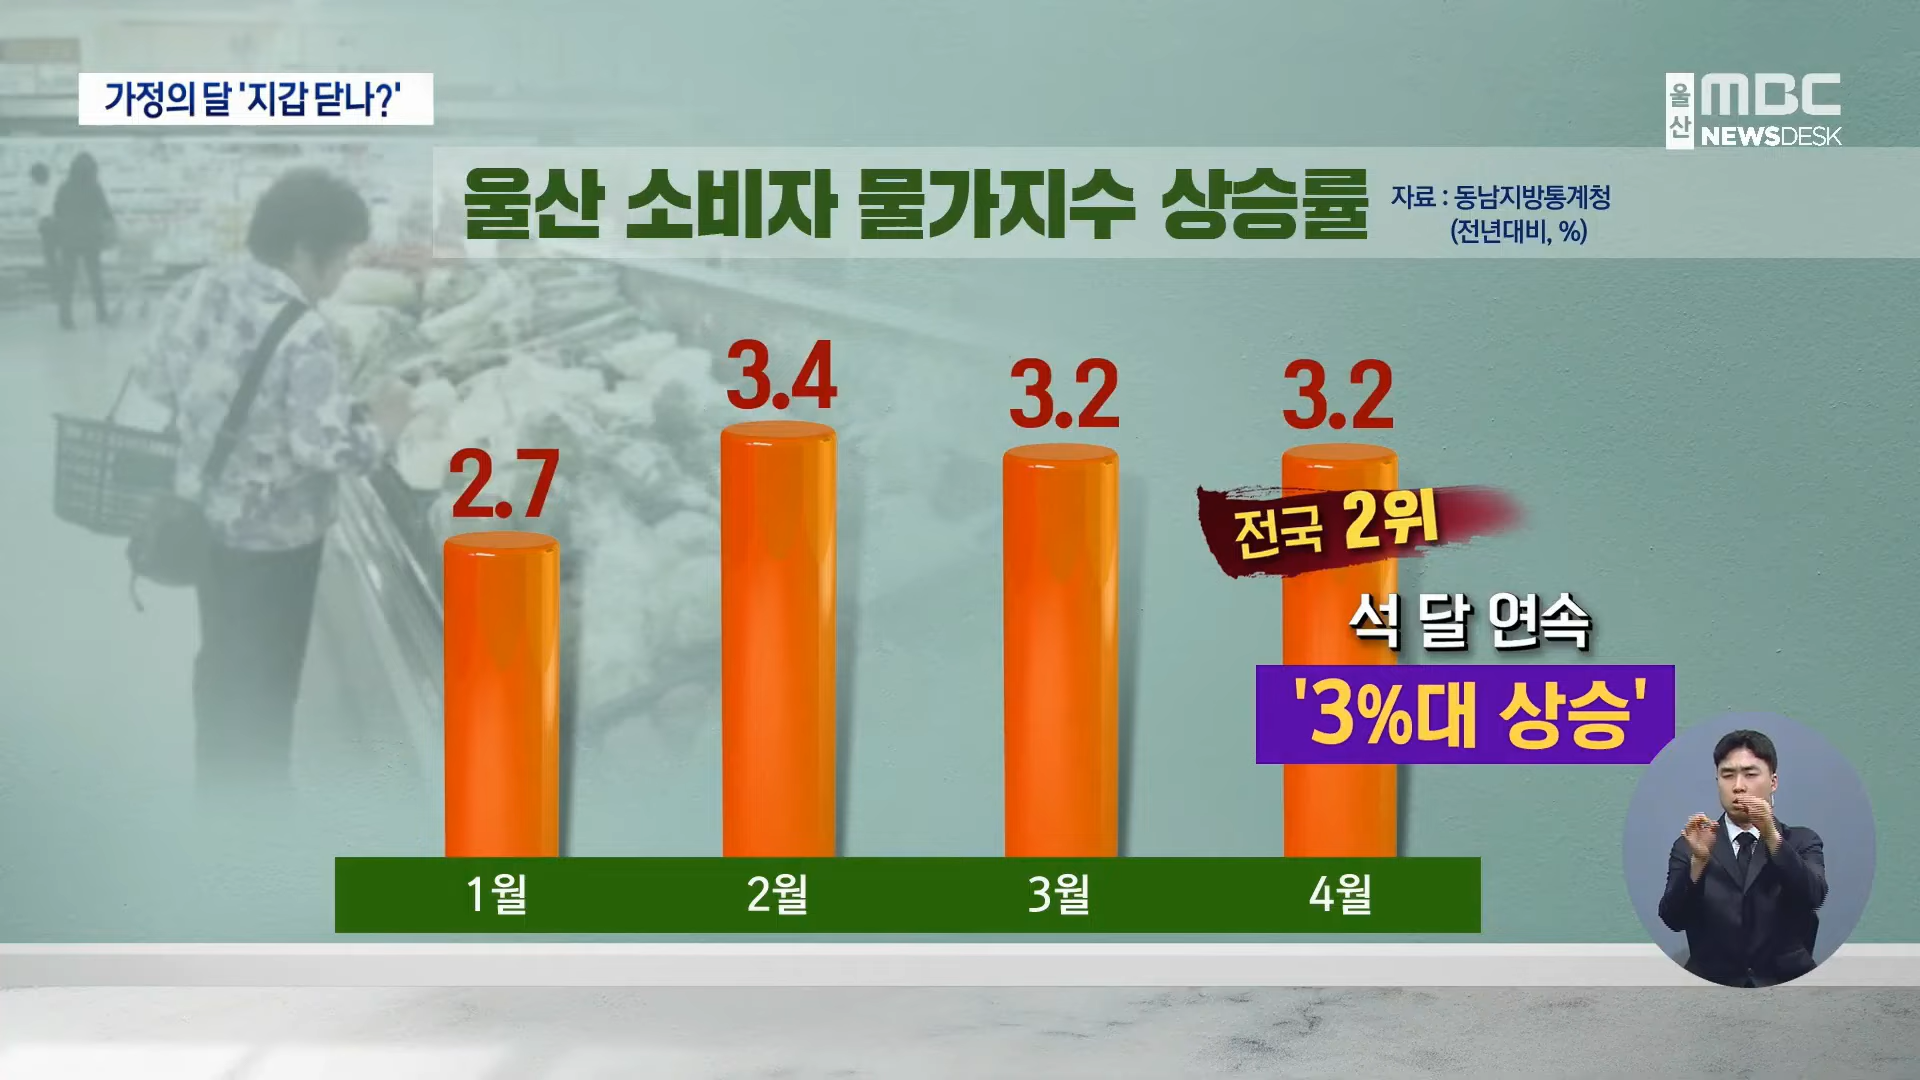 가정의 달 '지갑 닫나?'
울산 MBC
NEWSDESK
울산 소비자 물가지수 상승률
자료 : 동남지방통계청
(전년대비, %)
2.7
3.4
3.2
3.2
전국 2위
석 달 연속
'3%대 상승'
1월
2월
3월
4월